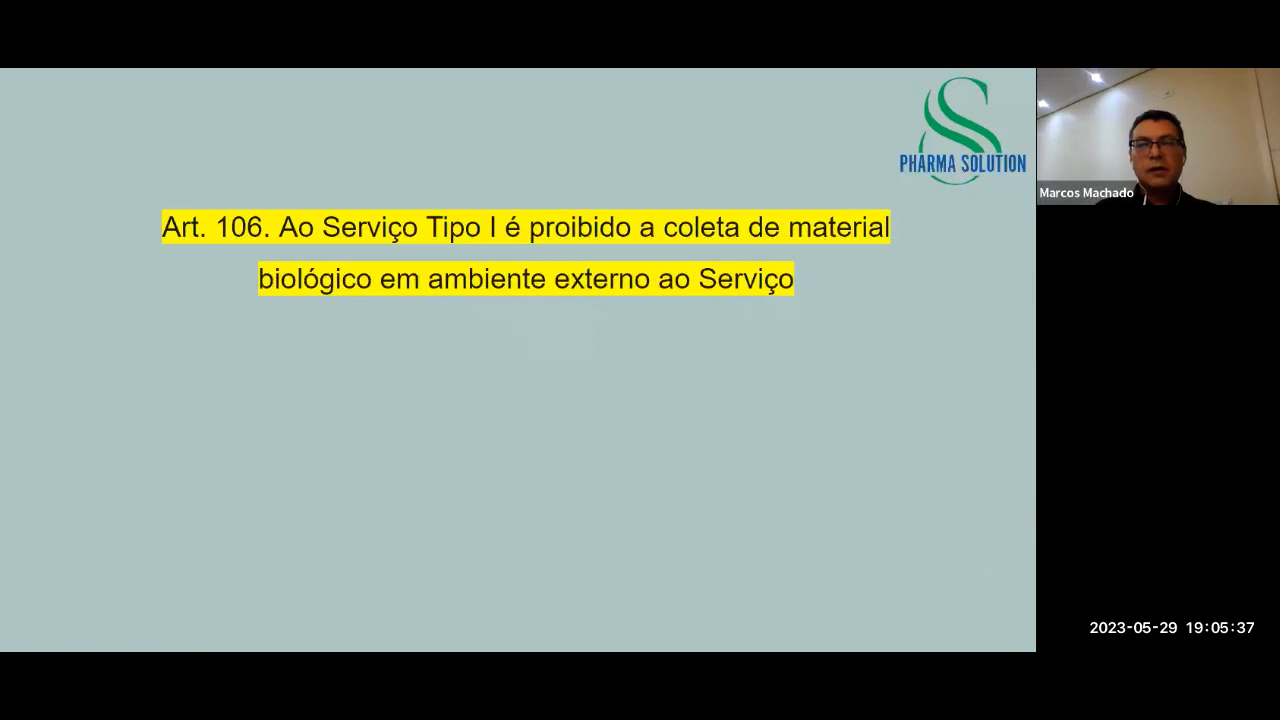 PHARMA SOLUTION
Marcos Machado
Art. 106. Ao Serviço Tipo I é proibido a coleta de material
biológico em ambiente externo ao Serviço
2023-05-29 19:05:37